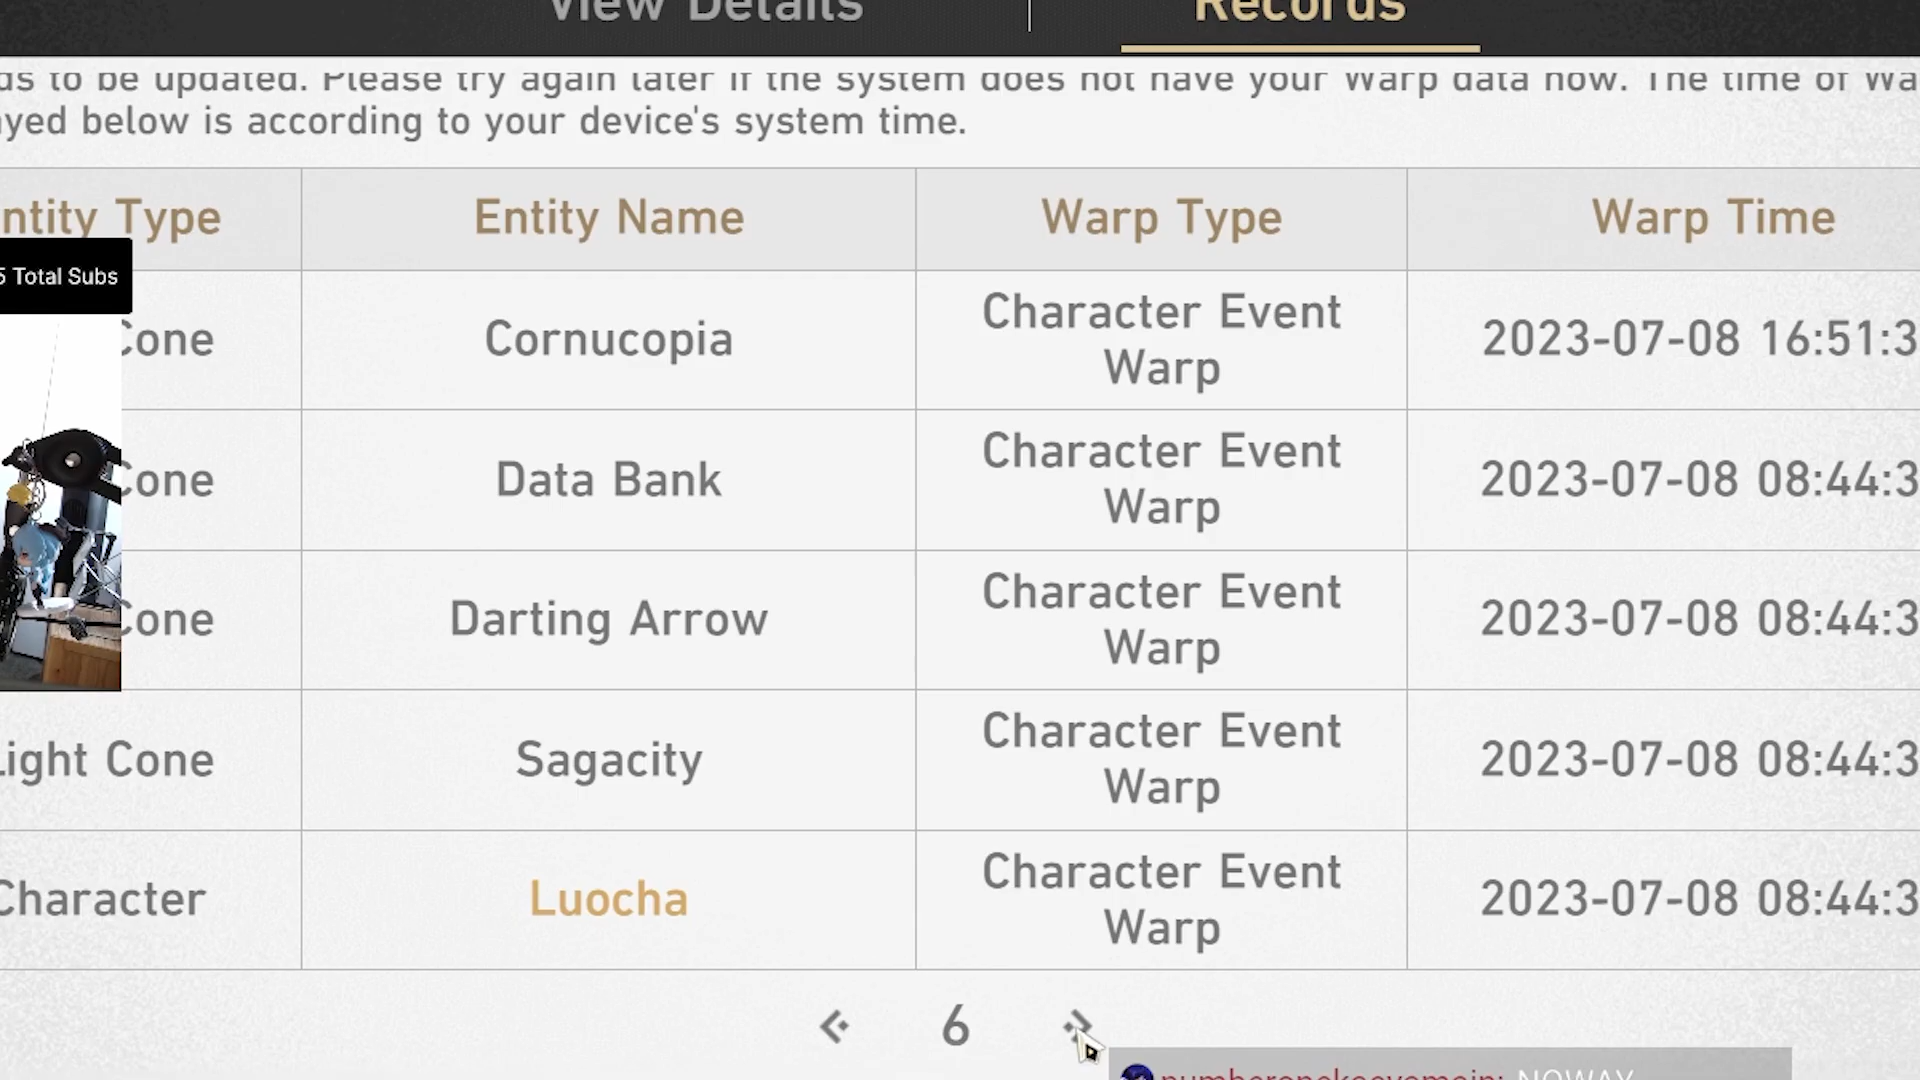 View Details
Records
ds to be updated. Please try again later if the system does not have your Warp data now. The time of Wa
ayed below is according to your device's system time.
ntity Type
Entity Name
Warp Type
Warp Time
5 Total Subs
Cone
Cornucopia
Character Event
Warp
2023-07-08 16:51:3
Cone
Data Bank
Character Event
Warp
2023-07-08 08:44:3
Cone
Darting Arrow
Character Event
Warp
2023-07-08 08:44:3
Light Cone
Sagacity
Character Event
Warp
2023-07-08 08:44:3
Character
Luocha
Character Event
Warp
2023-07-08 08:44:3
6
NOWAY